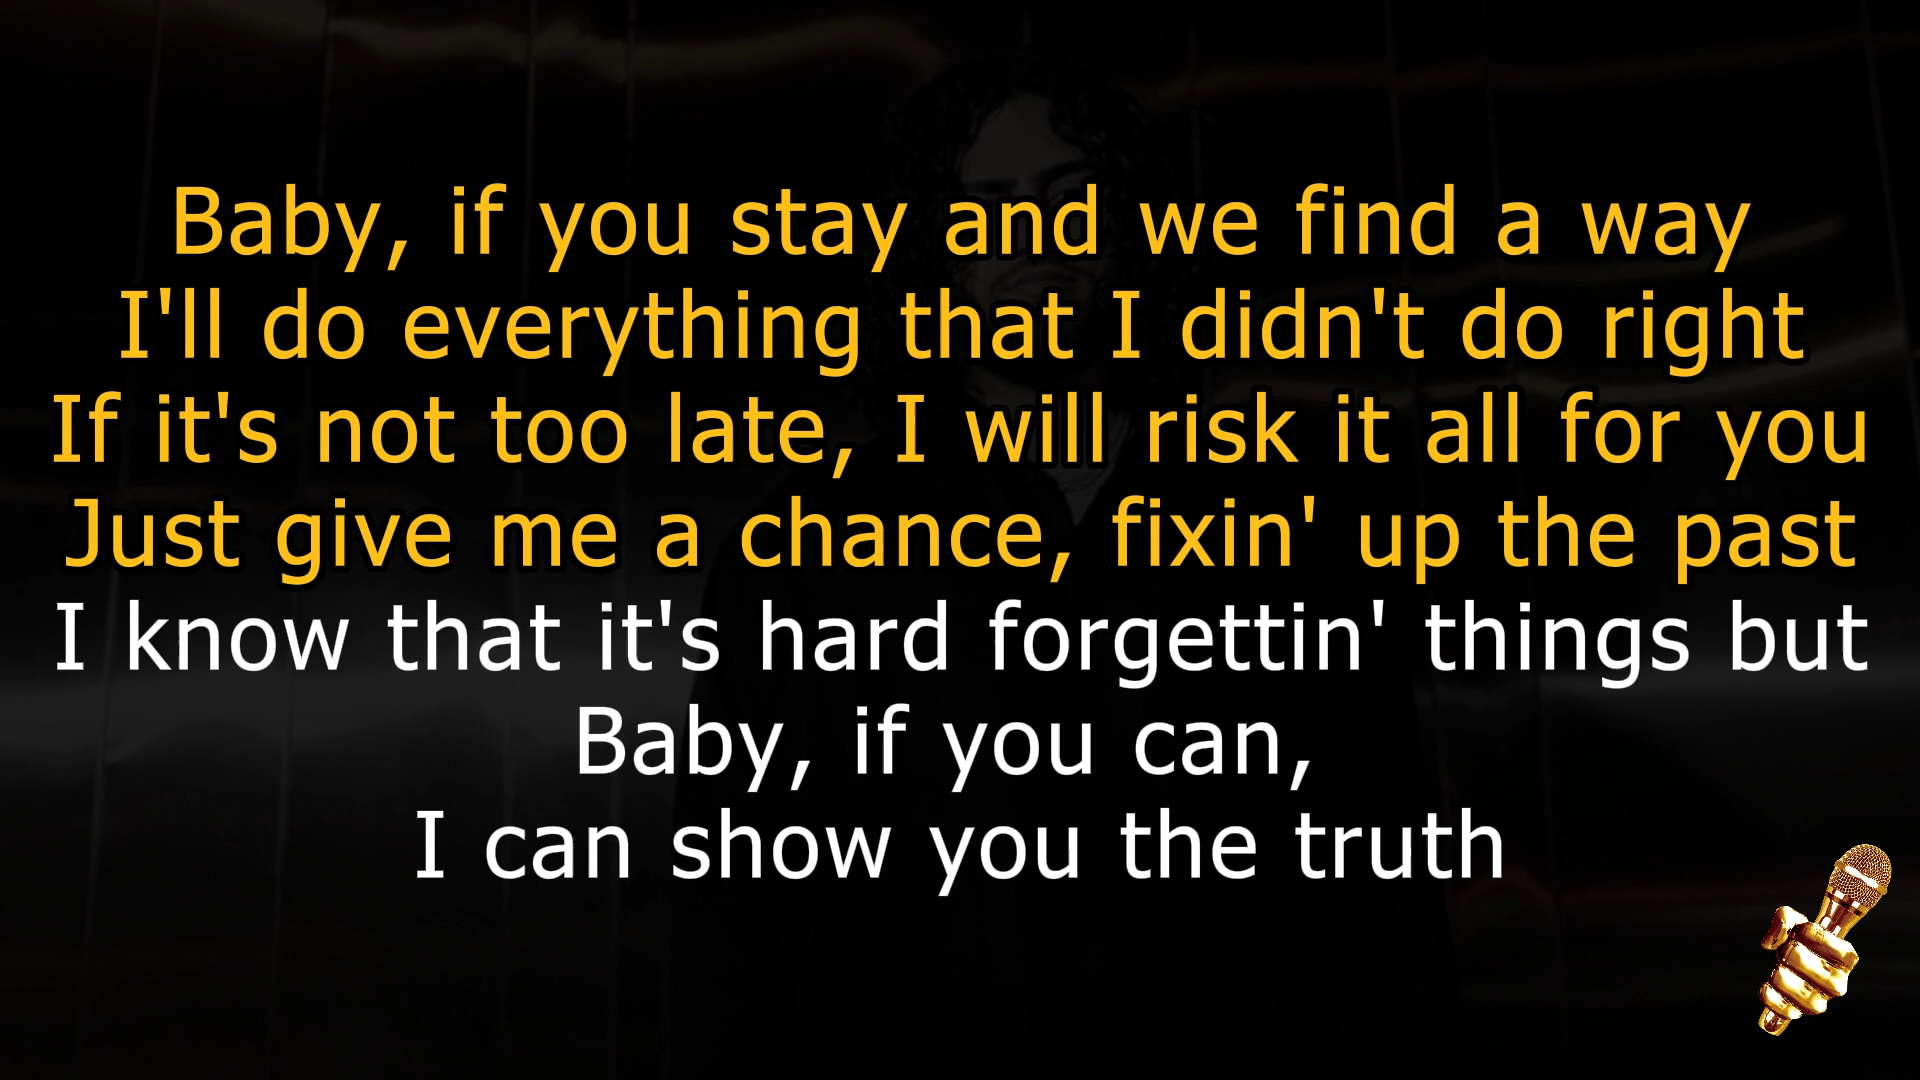 Baby, if you stay and we find a way
I'll do everything that I didn't do right
If it's not too late, I will risk it all for you
Just give me a chance, fixin' up the past
I know that it's hard forgettin' things but
Baby, if you can,
I can show you the truth